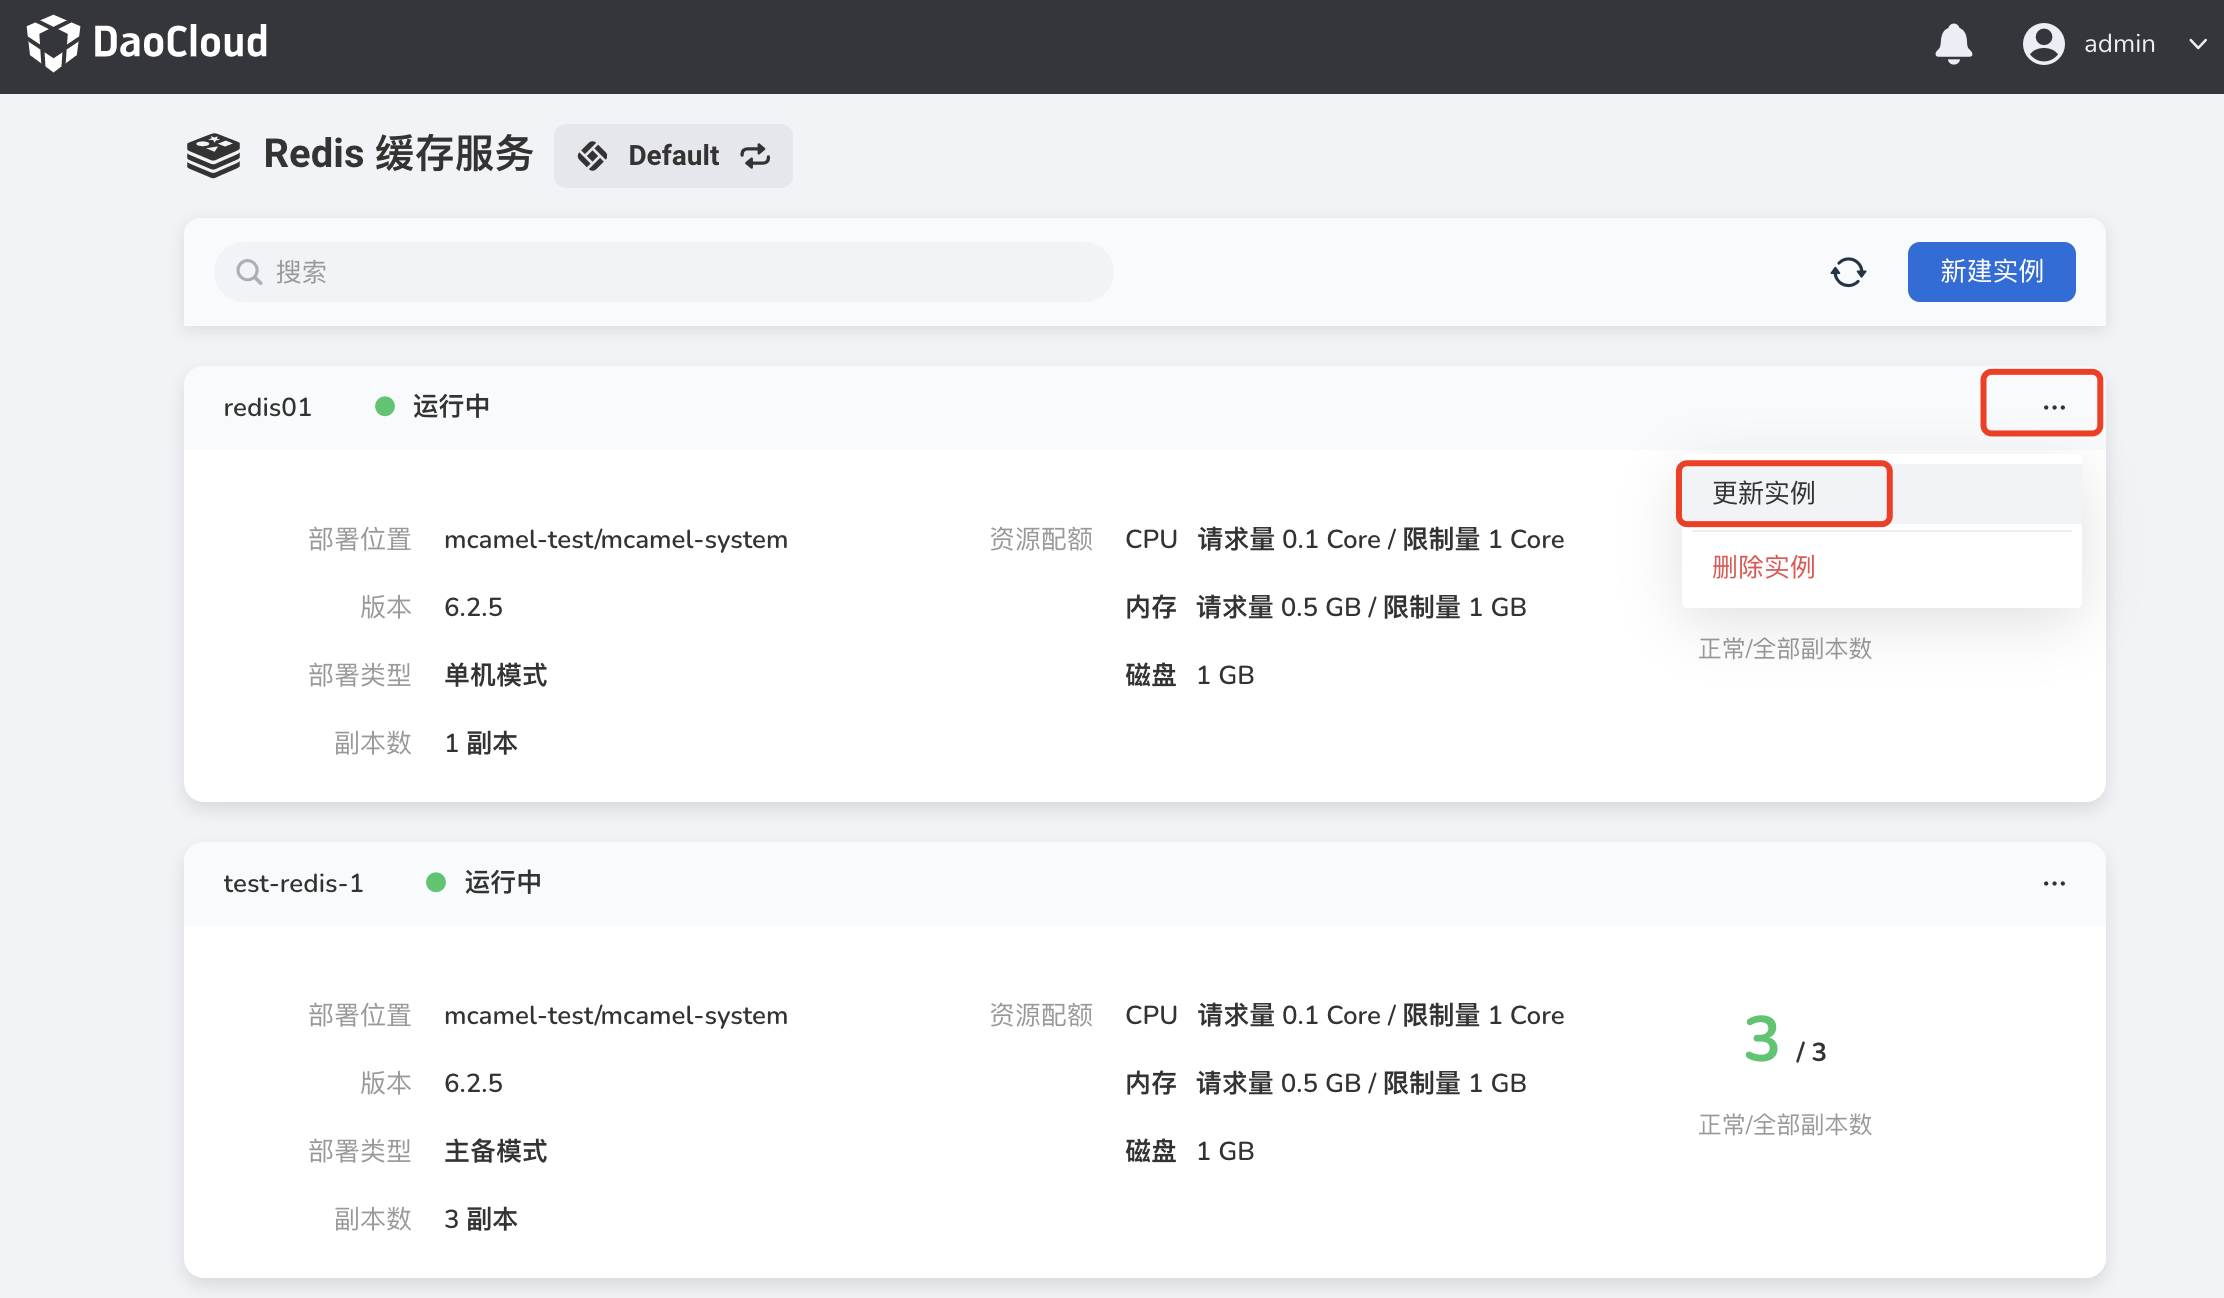 DaoCloud
admin
Redis 缓存服务
Default
搜索
新建实例
redis01
运行中
...
更新实例
删除实例
部署位置 mcamel-test/mcamel-system
版本 6.2.5
部署类型 单机模式
副本数 1 副本
资源配额 CPU 请求量 0.1 Core / 限制量 1 Core
内存 请求量 0.5 GB / 限制量 1 GB
磁盘 1 GB
正常/全部副本数
test-redis-1
运行中
...
部署位置 mcamel-test/mcamel-system
版本 6.2.5
部署类型 主备模式
副本数 3 副本
资源配额 CPU 请求量 0.1 Core / 限制量 1 Core
内存 请求量 0.5 GB / 限制量 1 GB
磁盘 1 GB
3 / 3
正常/全部副本数